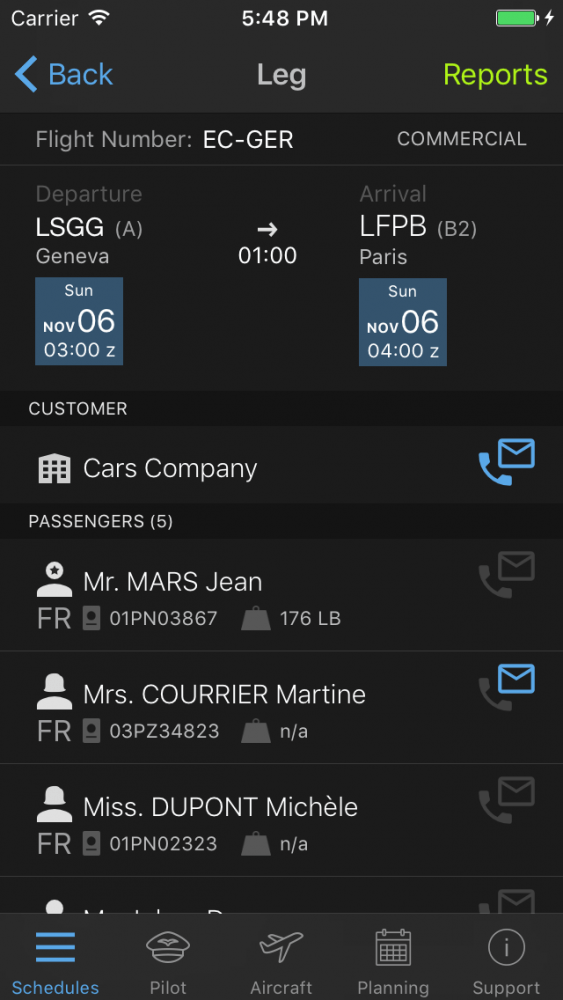 Carrier 5:48 PM
Back Leg Reports
Flight Number: EC-GER COMMERCIAL
Departure Arrival
LSGG (A) → LFPB (B2)
Geneva 01:00 Paris
Sun Sun
NOV 06 NOV 06
03:00 z 04:00 z
CUSTOMER
Cars Company
PASSENGERS (5)
Mr. MARS Jean
FR 01PN03867 176 LB
Mrs. COURRIER Martine
FR 03PZ34823 n/a
Miss. DUPONT Michèle
FR 01PN02323 n/a
Schedules Pilot Aircraft Planning Support